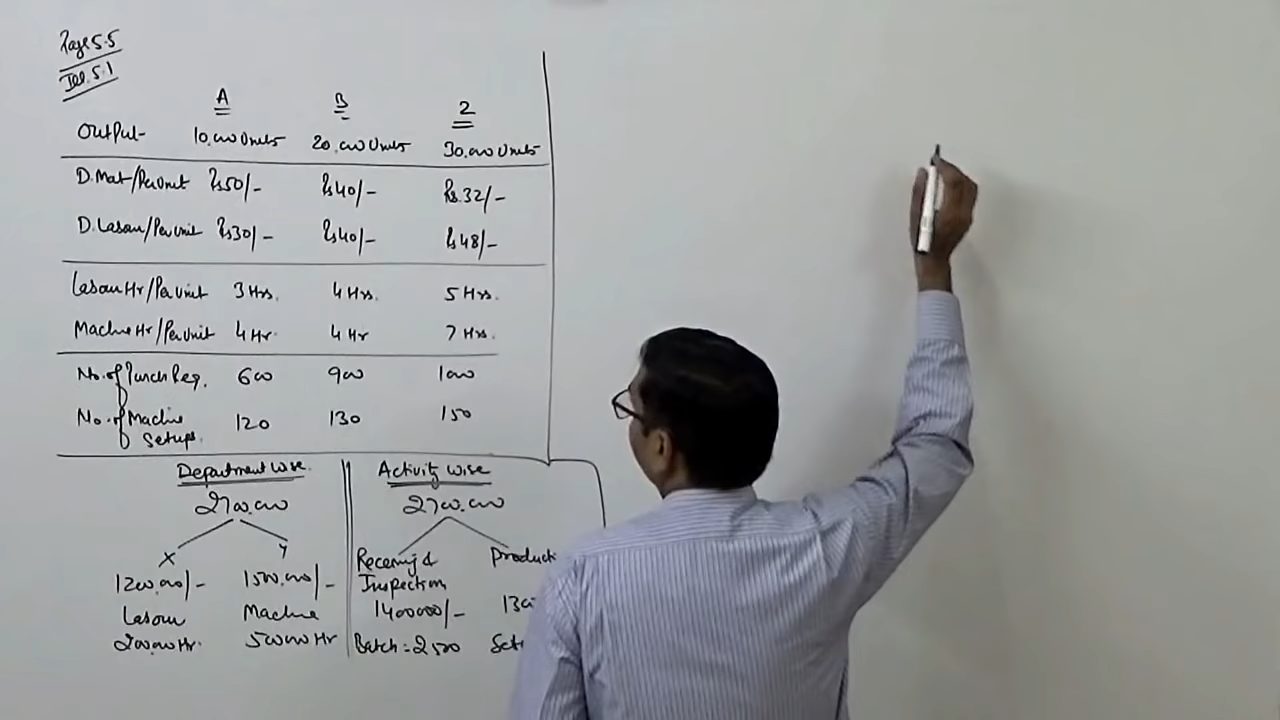 Page 5.5
Ill. 5.1
A B Z
Output- 10,000 Units 20,000 Units 30,000 Units
D.Mat/Per Unit Rs50/- Rs40/- Rs.32/-
D.Labour/Per Unit Rs30/- Rs40/- Rs48/-
Labour Hr/Per Unit 3 Hrs. 4 Hrs. 5 Hrs.
Machine Hr/Per Unit 4 Hr. 4 Hr 7 Hrs.
No. of Purch Req. 600 900 1000
No. of Machine Setups. 120 130 150
Department wise.
2700,000
X Y
1200,000/- 1500,000/-
Labour Machine
200,000 Hr. 500000 Hr
Activity wise
2700,000
Receiving & Inspection
1400000/-
Batch = 2500